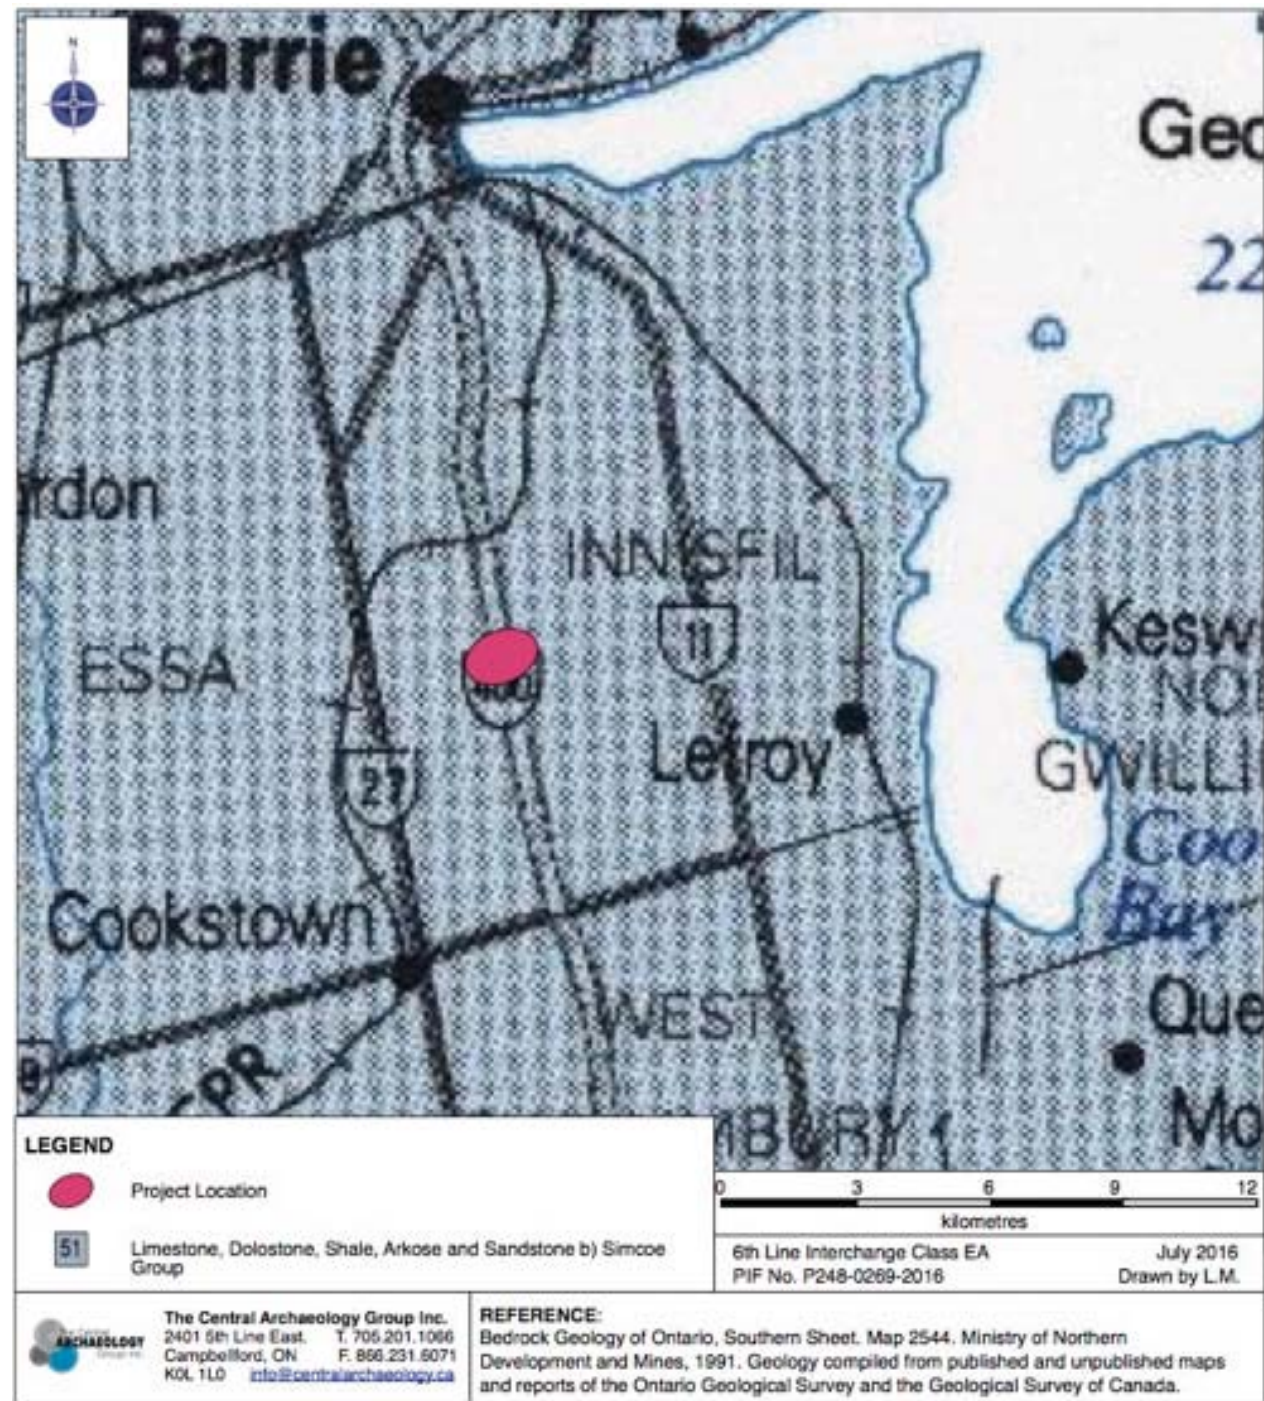 N
Barrie
Geo
22
rdon
INNISFIL
ESSA
11
Kesw
NO
Lefroy
GWILLI
27
Coo
Bay
Cookstown
Que
WEST
9
CPR
MBURY
Mo
LEGEND
Project Location
51 Limestone, Dolostone, Shale, Arkose and Sandstone b) Simcoe
Group
0 3 6 9 12
kilometres
6th Line Interchange Class EA July 2016
PIF No. P248-0269-2016 Drawn by L.M.
ARCHAEOLOGY
The Central Archaeology Group Inc.
2401 5th Line East. T. 705.201.1066
Campbellford, ON F. 866.231.6071
K0L 1L0 info@centralarchaeology.ca
REFERENCE:
Bedrock Geology of Ontario, Southern Sheet. Map 2544. Ministry of Northern
Development and Mines, 1991. Geology compiled from published and unpublished maps
and reports of the Ontario Geological Survey and the Geological Survey of Canada.